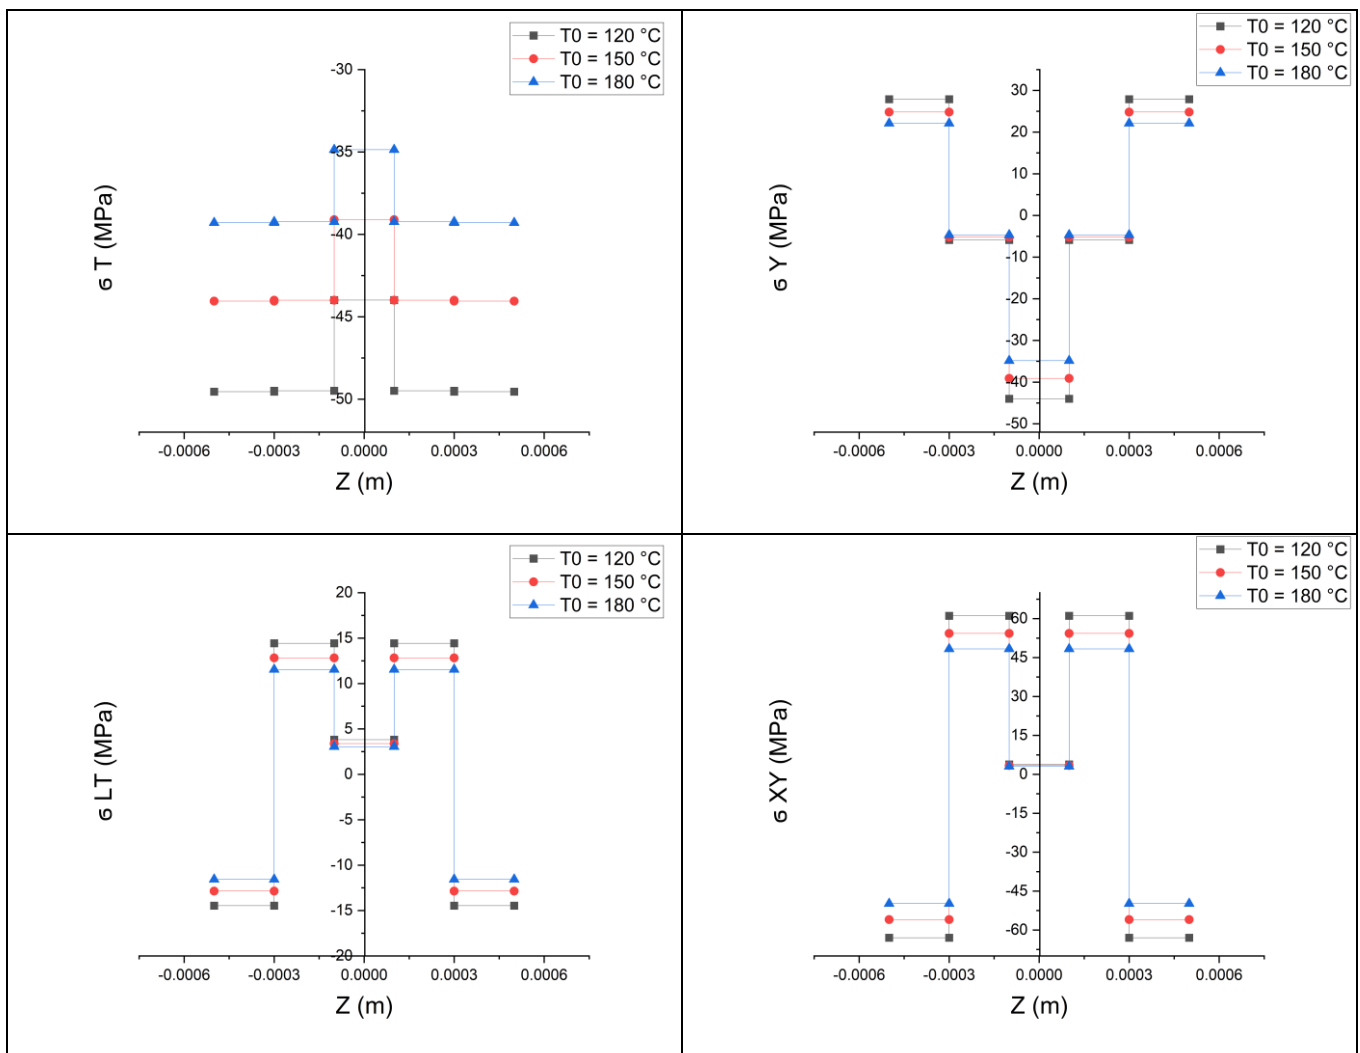 T0 = 120 °C
T0 = 150 °C
T0 = 180 °C
-30
-35
-40
-45
-50
σ T (MPa)
-0.0006 -0.0003 0.0000 0.0003 0.0006
Z (m)
T0 = 120 °C
T0 = 150 °C
T0 = 180 °C
30
20
10
0
-10
-20
-30
-40
-50
σ Y (MPa)
-0.0006 -0.0003 0.0000 0.0003 0.0006
Z (m)
T0 = 120 °C
T0 = 150 °C
T0 = 180 °C
20
15
10
5
0
-5
-10
-15
-20
σ LT (MPa)
-0.0006 -0.0003 0.0000 0.0003 0.0006
Z (m)
T0 = 120 °C
T0 = 150 °C
T0 = 180 °C
60
45
30
15
0
-15
-30
-45
-60
σ XY (MPa)
-0.0006 -0.0003 0.0000 0.0003 0.0006
Z (m)